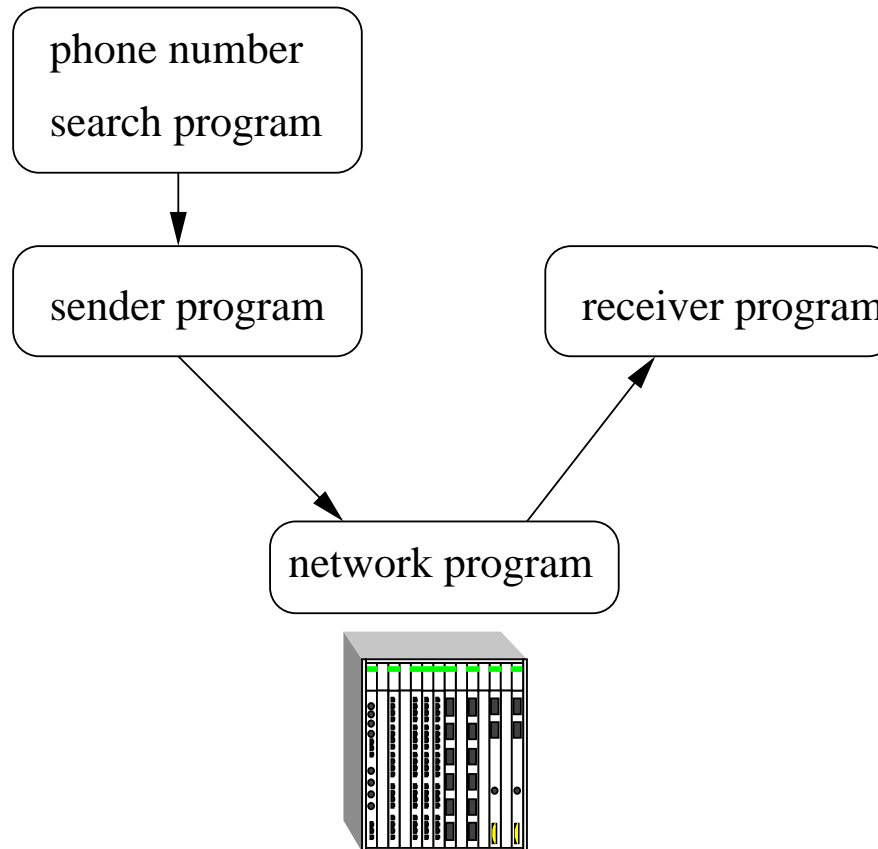 phone number
search program
sender program
receiver program
network program